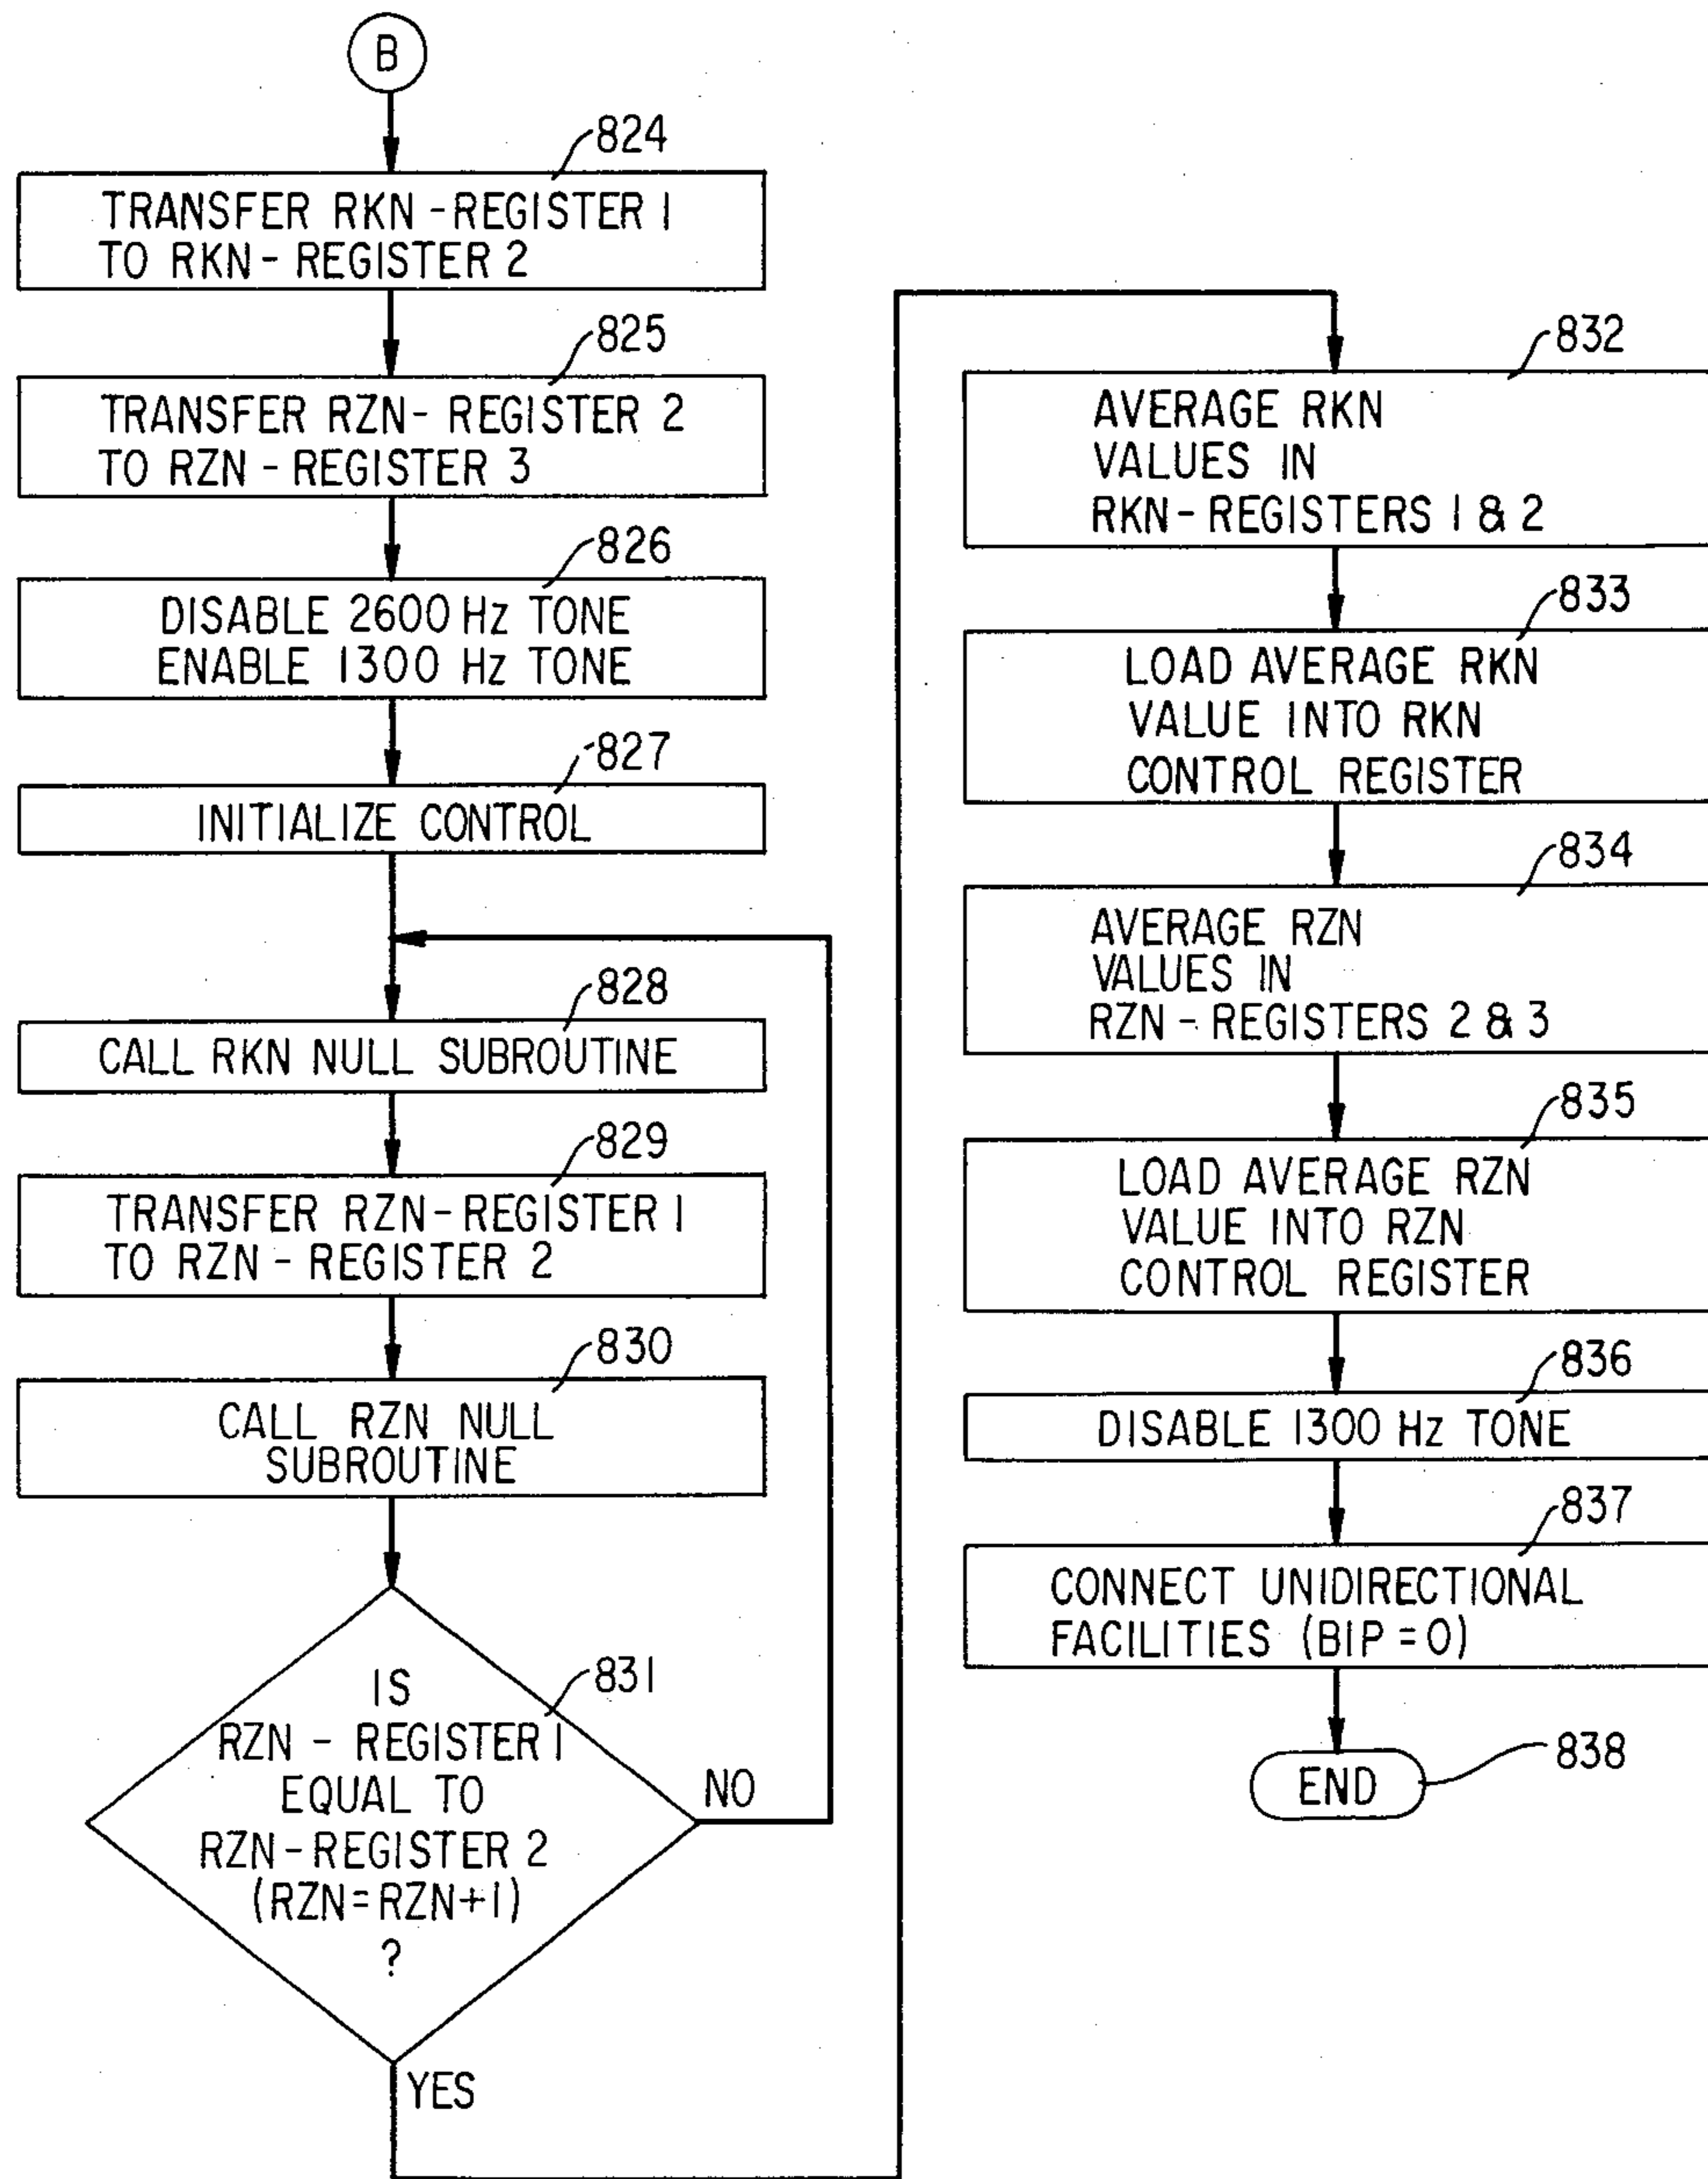 B
824
TRANSFER RKN-REGISTER 1
TO RKN-REGISTER 2
825
TRANSFER RZN-REGISTER 2
TO RZN-REGISTER 3
826
DISABLE 2600 Hz TONE
ENABLE 1300 Hz TONE
827
INITIALIZE CONTROL
828
CALL RKN NULL SUBROUTINE
829
TRANSFER RZN-REGISTER 1
TO RZN-REGISTER 2
830
CALL RZN NULL
SUBROUTINE
831
IS
RZN-REGISTER 1
EQUAL TO
RZN-REGISTER 2
(RZN=RZN+1)
?
NO
YES
832
AVERAGE RKN
VALUES IN
RKN-REGISTERS 1 & 2
833
LOAD AVERAGE RKN
VALUE INTO RKN
CONTROL REGISTER
834
AVERAGE RZN
VALUES IN
RZN-REGISTERS 2 & 3
835
LOAD AVERAGE RZN
VALUE INTO RZN
CONTROL REGISTER
836
DISABLE 1300 Hz TONE
837
CONNECT UNIDIRECTIONAL
FACILITIES (BIP=0)
838
END